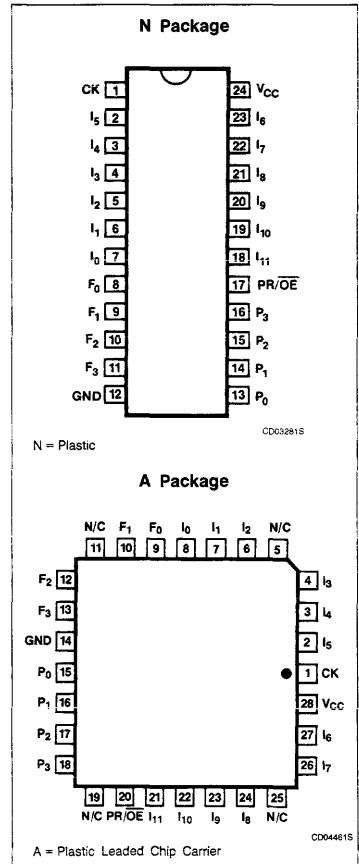 N Package
CK 1 24 VCC
I5 2 23 I6
I4 3 22 I7
I3 4 21 I8
I2 5 20 I9
I1 6 19 I10
I0 7 18 I11
F0 8 17 PR/OE
F1 9 16 P3
F2 10 15 P2
F3 11 14 P1
GND 12 13 P0
CD03281S
N = Plastic
A Package
N/C F1 F0 I0 I1 I2 N/C
11 10 9 8 7 6 5
F2 12 4 I3
F3 13 3 I4
GND 14 2 I5
P0 15 1 CK
P1 16 28 VCC
P2 17 27 I6
P3 18 26 I7
19 20 21 22 23 24 25
N/C PR/OE I11 I10 I9 I8 N/C
CD04461S
A = Plastic Leaded Chip Carrier